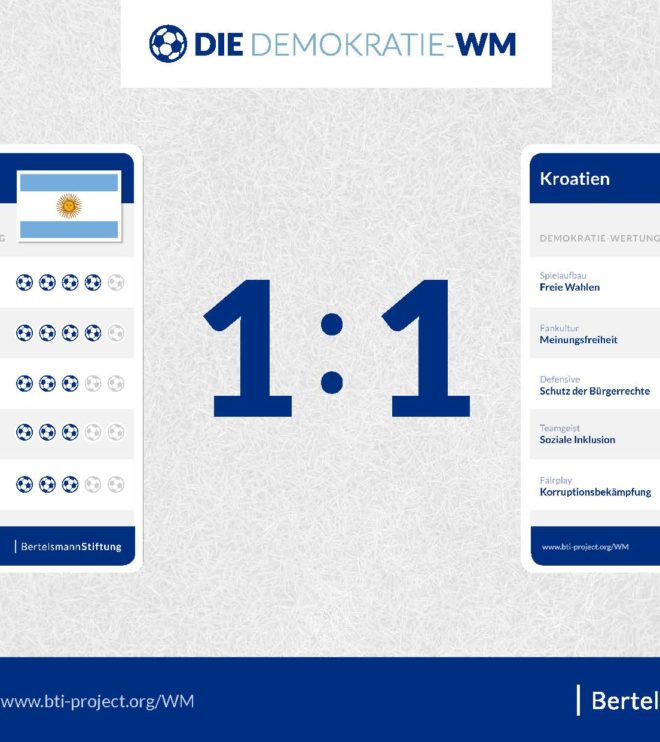 DIE DEMOKRATIE-WM
G
BertelsmannStiftung
1:1
Kroatien
DEMOKRATIE-WERTUNG
Spielaufbau
Freie Wahlen
Fankultur
Meinungsfreiheit
Defensive
Schutz der Bürgerrechte
Teamgeist
Soziale Inklusion
Fairplay
Korruptionsbekämpfung
www.bti-project.org/WM
www.bti-project.org/WM
Bertel